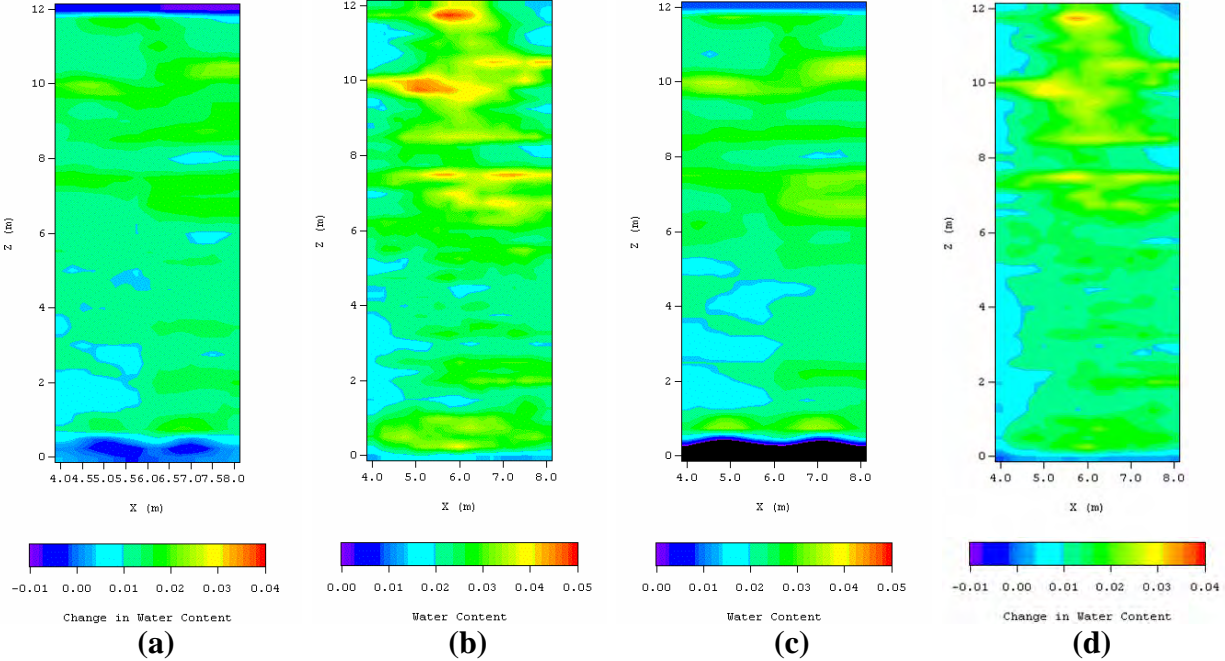 12
10
8
6
4
2
0
Z (m)
4.04.55.05.56.06.57.07.58.0
X (m)
-0.01 0.00 0.01 0.02 0.03 0.04
Change in Water Content
(a)
12
10
8
6
4
2
0
Z (m)
4.0 5.0 6.0 7.0 8.0
X (m)
0.00 0.01 0.02 0.03 0.04 0.05
Water Content
(b)
12
10
8
6
4
2
0
Z (m)
4.0 5.0 6.0 7.0 8.0
X (m)
0.00 0.01 0.02 0.03 0.04 0.05
Water Content
(c)
12
10
8
6
4
2
0
Z (m)
4.0 5.0 6.0 7.0 8.0
X (m)
-0.01 0.00 0.01 0.02 0.03 0.04
Change in Water Content
(d)